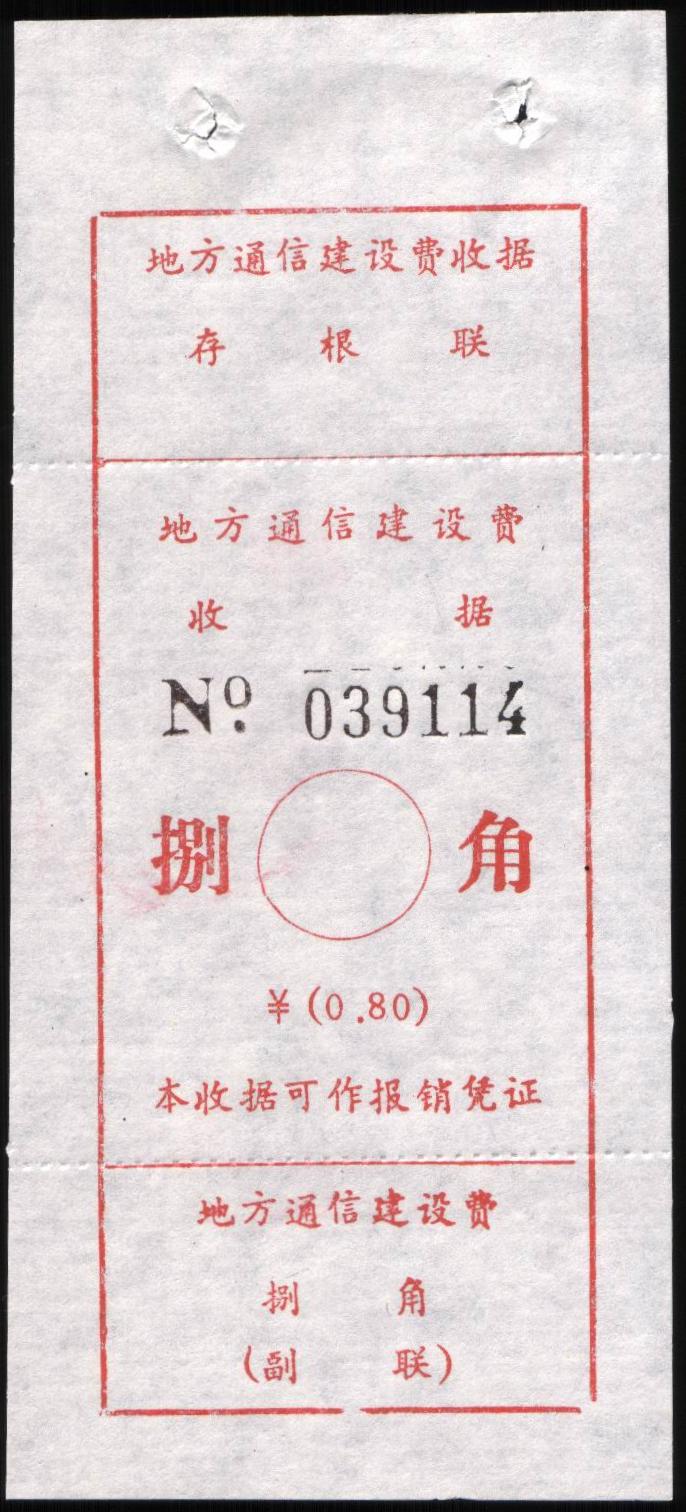 地方通信建设费收据
存根联
地方通信建设费
收据
Nº. 039114
捌角
¥(0.80)
本收据可作报销凭证
地方通信建设费
捌角
(副联)